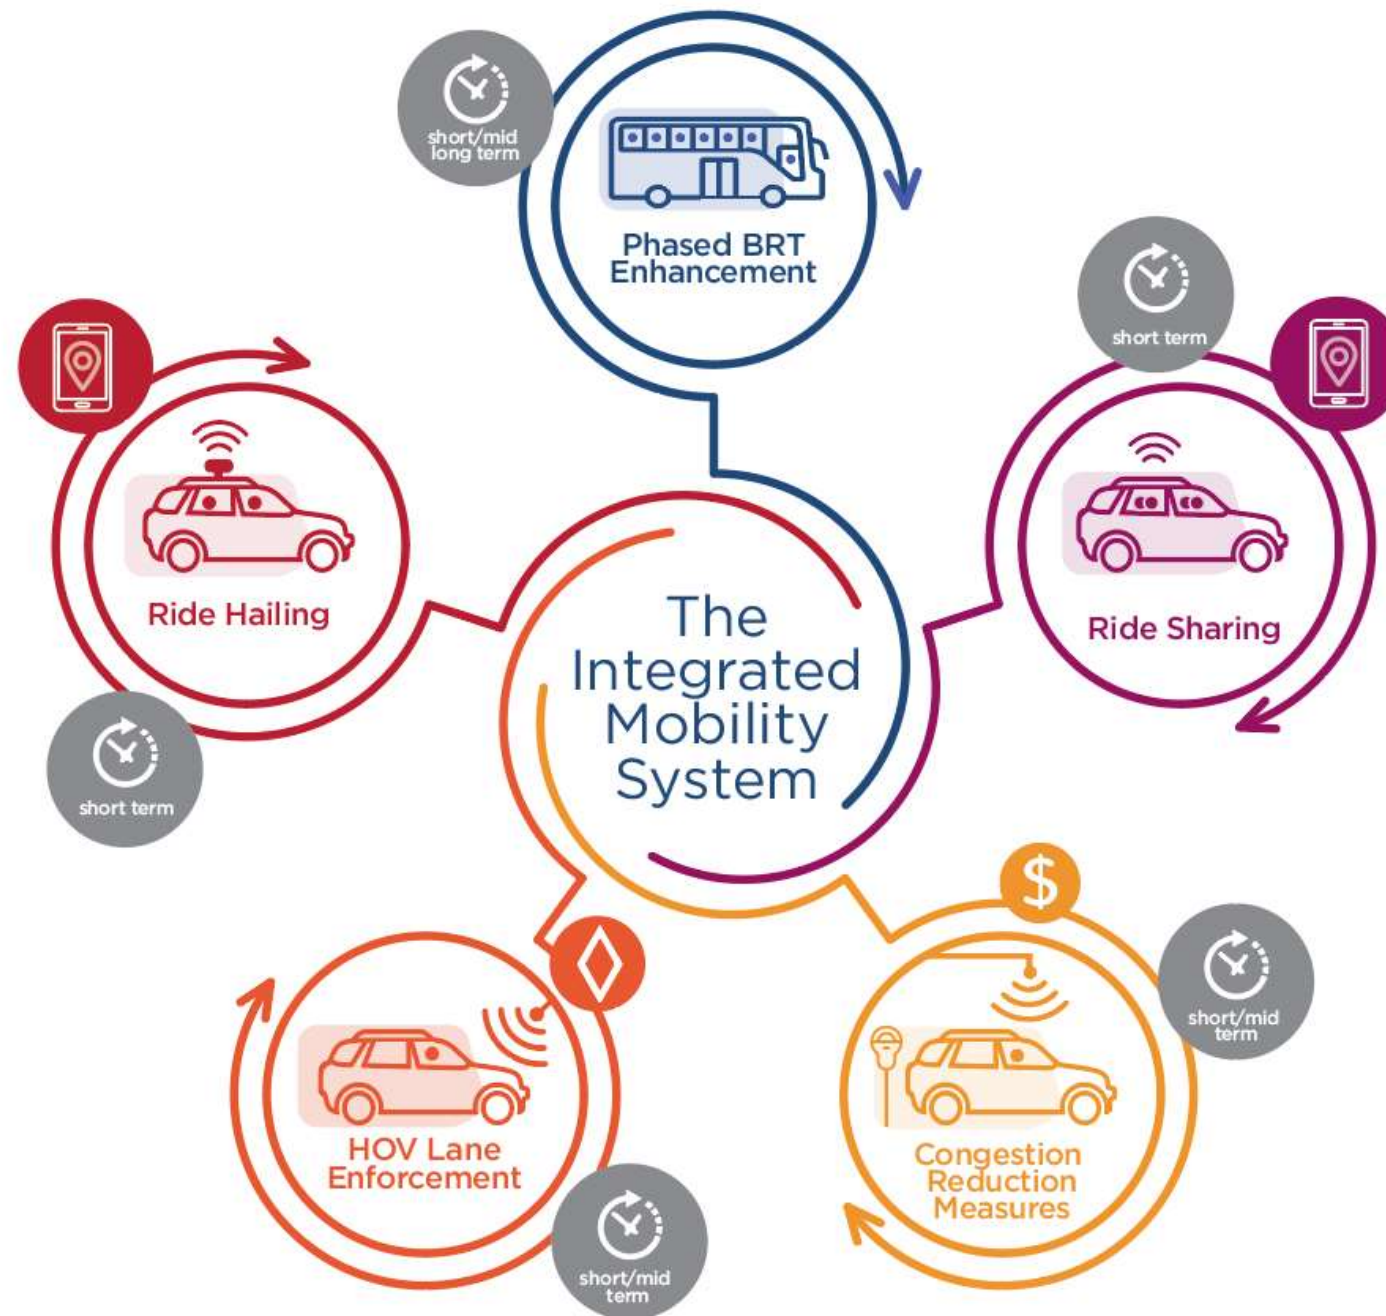 short/mid
long term
Phased BRT
Enhancement
short term
Ride Hailing
short term
The
Integrated
Mobility
System
Ride Sharing
$
short/mid
term
HOV Lane
Enforcement
short/mid
term
Congestion
Reduction
Measures